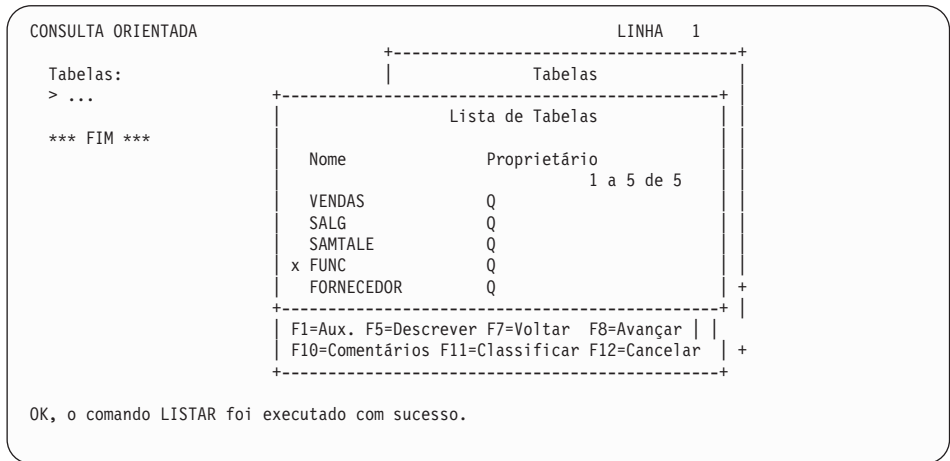 CONSULTA ORIENTADA LINHA 1
Tabelas: Tabelas
> ...
Lista de Tabelas
*** FIM ***
Nome Proprietário
1 a 5 de 5
VENDAS Q
SALG Q
SAMTALE Q
x FUNC Q
FORNECEDOR Q
F1=Aux. F5=Descrever F7=Voltar F8=Avançar
F10=Comentários F11=Classificar F12=Cancelar
OK, o comando LISTAR foi executado com sucesso.